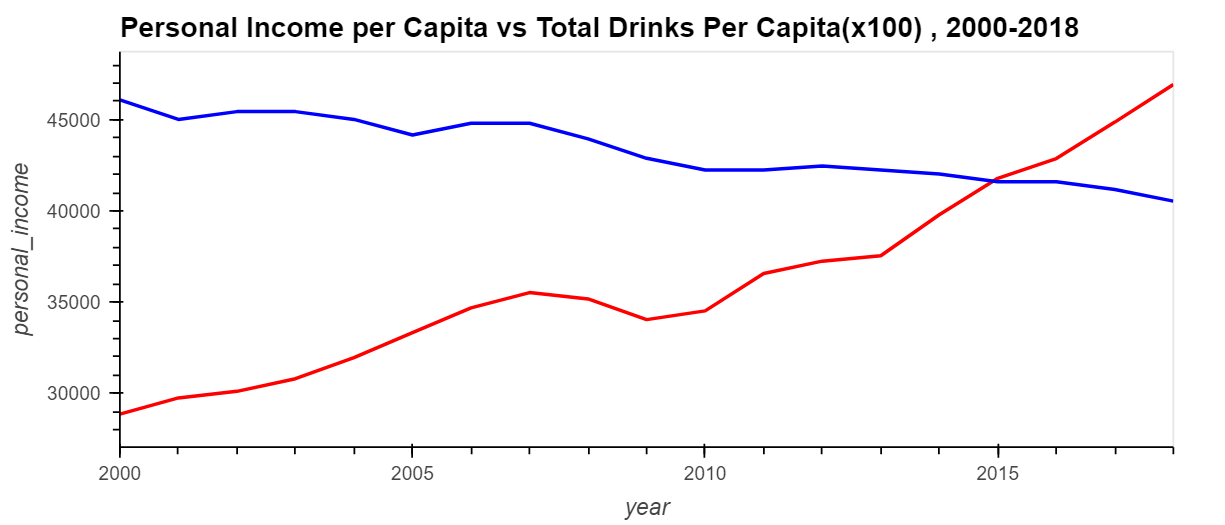 Personal Income per Capita vs Total Drinks Per Capita(x100) , 2000-2018
personal_income
45000
40000
35000
30000
2000 2005 2010 2015
year